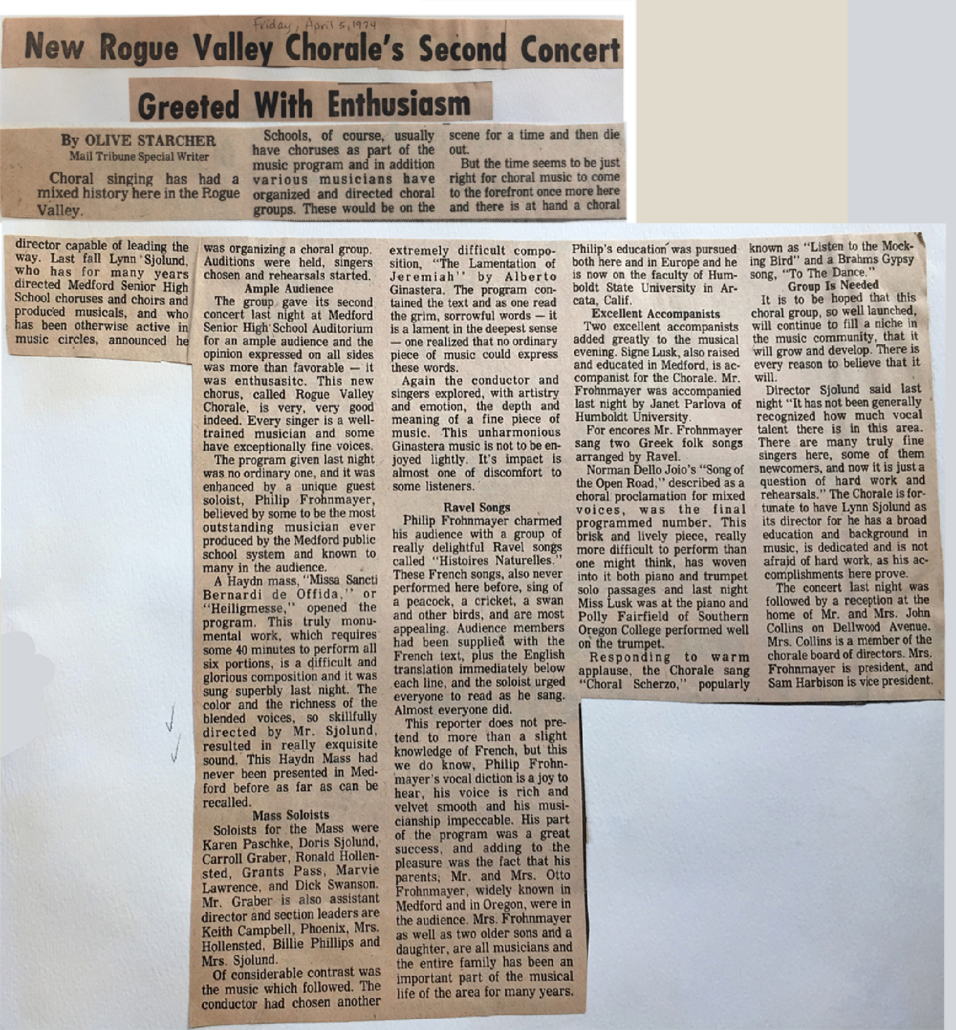 Friday, April 5, 1974
New Rogue Valley Chorale's Second Concert
Greeted With Enthusiasm
By OLIVE STARCHER
Mail Tribune Special Writer
Choral singing has had a
mixed history here in the Rogue
Valley.
Schools, of course, usually
have choruses as part of the
music program and in addition
various musicians have
organized and directed choral
groups. These would be on the
scene for a time and then die
out.
But the time seems to be just
right for choral music to come
to the forefront once more here
and there is at hand a choral
director capable of leading the
way. Last fall Lynn Sjolund,
who has for many years
directed Medford Senior High
School choruses and choirs and
produced musicals, and who
has been otherwise active in
music circles, announced he
was organizing a choral group.
Auditions were held, singers
chosen and rehearsals started.
Ample Audience
The group gave its second
concert last night at Medford
Senior High School Auditorium
for an ample audience and the
opinion expressed on all sides
was more than favorable — it
was enthusasitc. This new
chorus, called Rogue Valley
Chorale, is very, very good
indeed. Every singer is a well-
trained musician and some
have exceptionally fine voices.
The program given last night
was no ordinary one, and it was
enhanced by a unique guest
soloist, Philip Frohnmayer,
believed by some to be the most
outstanding musician ever
produced by the Medford public
school system and known to
many in the audience.
A Haydn mass, "Missa Sancti
Bernardi de Offida," or
"Heiligmesse," opened the
program. This truly monu-
mental work, which requires
some 40 minutes to perform all
six portions, is a difficult and
glorious composition and it was
sung superbly last night. The
color and the richness of the
blended voices, so skillfully
directed by Mr. Sjolund,
resulted in really exquisite
sound. This Haydn Mass had
never been presented in Med-
ford before as far as can be
recalled.
Mass Soloists
Soloists for the Mass were
Karen Paschke, Doris Sjolund,
Carroll Graber, Ronald Hollen-
sted, Grants Pass, Marvie
Lawrence, and Dick Swanson.
Mr. Graber is also assistant
director and section leaders are
Keith Campbell, Phoenix, Mrs.
Hollensted, Billie Phillips and
Mrs. Sjolund.
Of considerable contrast was
the music which followed. The
conductor had chosen another
extremely difficult compo-
sition, "The Lamentation of
Jeremiah" by Alberto
Ginastera. The program con-
tained the text and as one read
the grim, sorrowful words — it
is a lament in the deepest sense
— one realized that no ordinary
piece of music could express
these words.
Again the conductor and
singers explored, with artistry
and emotion, the depth and
meaning of a fine piece of
music. This unharmonious
Ginastera music is not to be en-
joyed lightly. It's impact is
almost one of discomfort to
some listeners.
Ravel Songs
Philip Frohnmayer charmed
his audience with a group of
really delightful Ravel songs
called "Histoires Naturelles."
These French songs, also never
performed here before, sing of
a peacock, a cricket, a swan
and other birds, and are most
appealing. Audience members
had been supplied with the
French text, plus the English
translation immediately below
each line, and the soloist urged
everyone to read as he sang.
Almost everyone did.
This reporter does not pre-
tend to more than a slight
knowledge of French, but this
we do know, Philip Frohn-
mayer's vocal diction is a joy to
hear, his voice is rich and
velvet smooth and his musi-
cianship impeccable. His part
of the program was a great
success, and adding to the
pleasure was the fact that his
parents, Mr. and Mrs. Otto
Frohnmayer, widely known in
Medford and in Oregon, were in
the audience. Mrs. Frohnmayer
as well as two older sons and a
daughter, are all musicians and
the entire family has been an
important part of the musical
life of the area for many years.
Philip's education was pursued
both here and in Europe and he
is now on the faculty of Hum-
boldt State University in Ar-
cata, Calif.
Excellent Accompanists
Two excellent accompanists
added greatly to the musical
evening. Signe Lusk, also raised
and educated in Medford, is ac-
companist for the Chorale. Mr.
Frohnmayer was accompanied
last night by Janet Parlova of
Humboldt University.
For encores Mr. Frohnmayer
sang two Greek folk songs
arranged by Ravel.
Norman Dello Joio's "Song of
the Open Road," described as a
choral proclamation for mixed
voices, was the final
programmed number. This
brisk and lively piece, really
more difficult to perform than
one might think, has woven
into it both piano and trumpet
solo passages and last night
Miss Lusk was at the piano and
Polly Fairfield of Southern
Oregon College performed well
on the trumpet.
Responding to warm
applause, the Chorale sang
"Choral Scherzo," popularly
known as "Listen to the Mock-
ing Bird" and a Brahms Gypsy
song, "To The Dance."
Group Is Needed
It is to be hoped that this
choral group, so well launched,
will continue to fill a niche in
the music community, that it
will grow and develop. There is
every reason to believe that it
will.
Director Sjolund said last
night "It has not been generally
recognized how much vocal
talent there is in this area.
There are many truly fine
singers here, some of them
newcomers, and now it is just a
question of hard work and
rehearsals." The Chorale is for-
tunate to have Lynn Sjolund as
its director for he has a broad
education and background in
music, is dedicated and is not
afraid of hard work, as his ac-
complishments here prove.
The concert last night was
followed by a reception at the
home of Mr. and Mrs. John
Collins on Dellwood Avenue.
Mrs. Collins is a member of the
chorale board of directors. Mrs.
Frohnmayer is president, and
Sam Harbison is vice president.